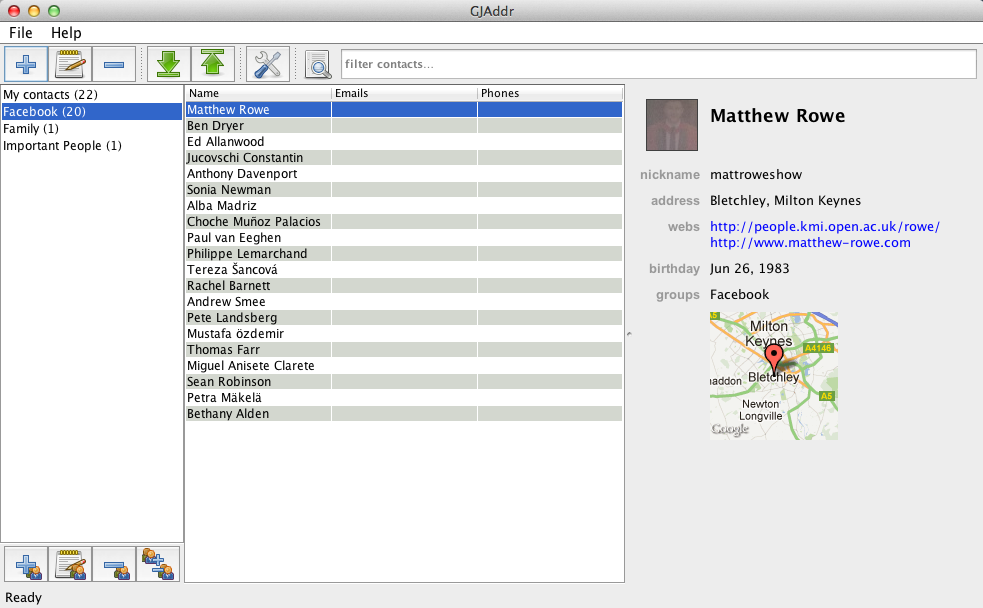 GJAddr
File Help
filter contacts...
My contacts (22)
Facebook (20)
Family (1)
Important People (1)
Name Emails Phones
Matthew Rowe
Ben Dryer
Ed Allanwood
Jucovschi Constantin
Anthony Davenport
Sonia Newman
Alba Madriz
Choche Muñoz Palacios
Paul van Eeghen
Philippe Lemarchand
Tereza Šancová
Rachel Barnett
Andrew Smee
Pete Landsberg
Mustafa özdemir
Thomas Farr
Miguel Anisete Clarete
Sean Robinson
Petra Mäkelä
Bethany Alden
Matthew Rowe
nickname mattroweshow
address Bletchley, Milton Keynes
webs http://people.kmi.open.ac.uk/rowe/
http://www.matthew-rowe.com
birthday Jun 26, 1983
groups Facebook
A5
Milton
Keynes
A4146
addon Bletchley
A5
Newton
Longville
Google
Ready